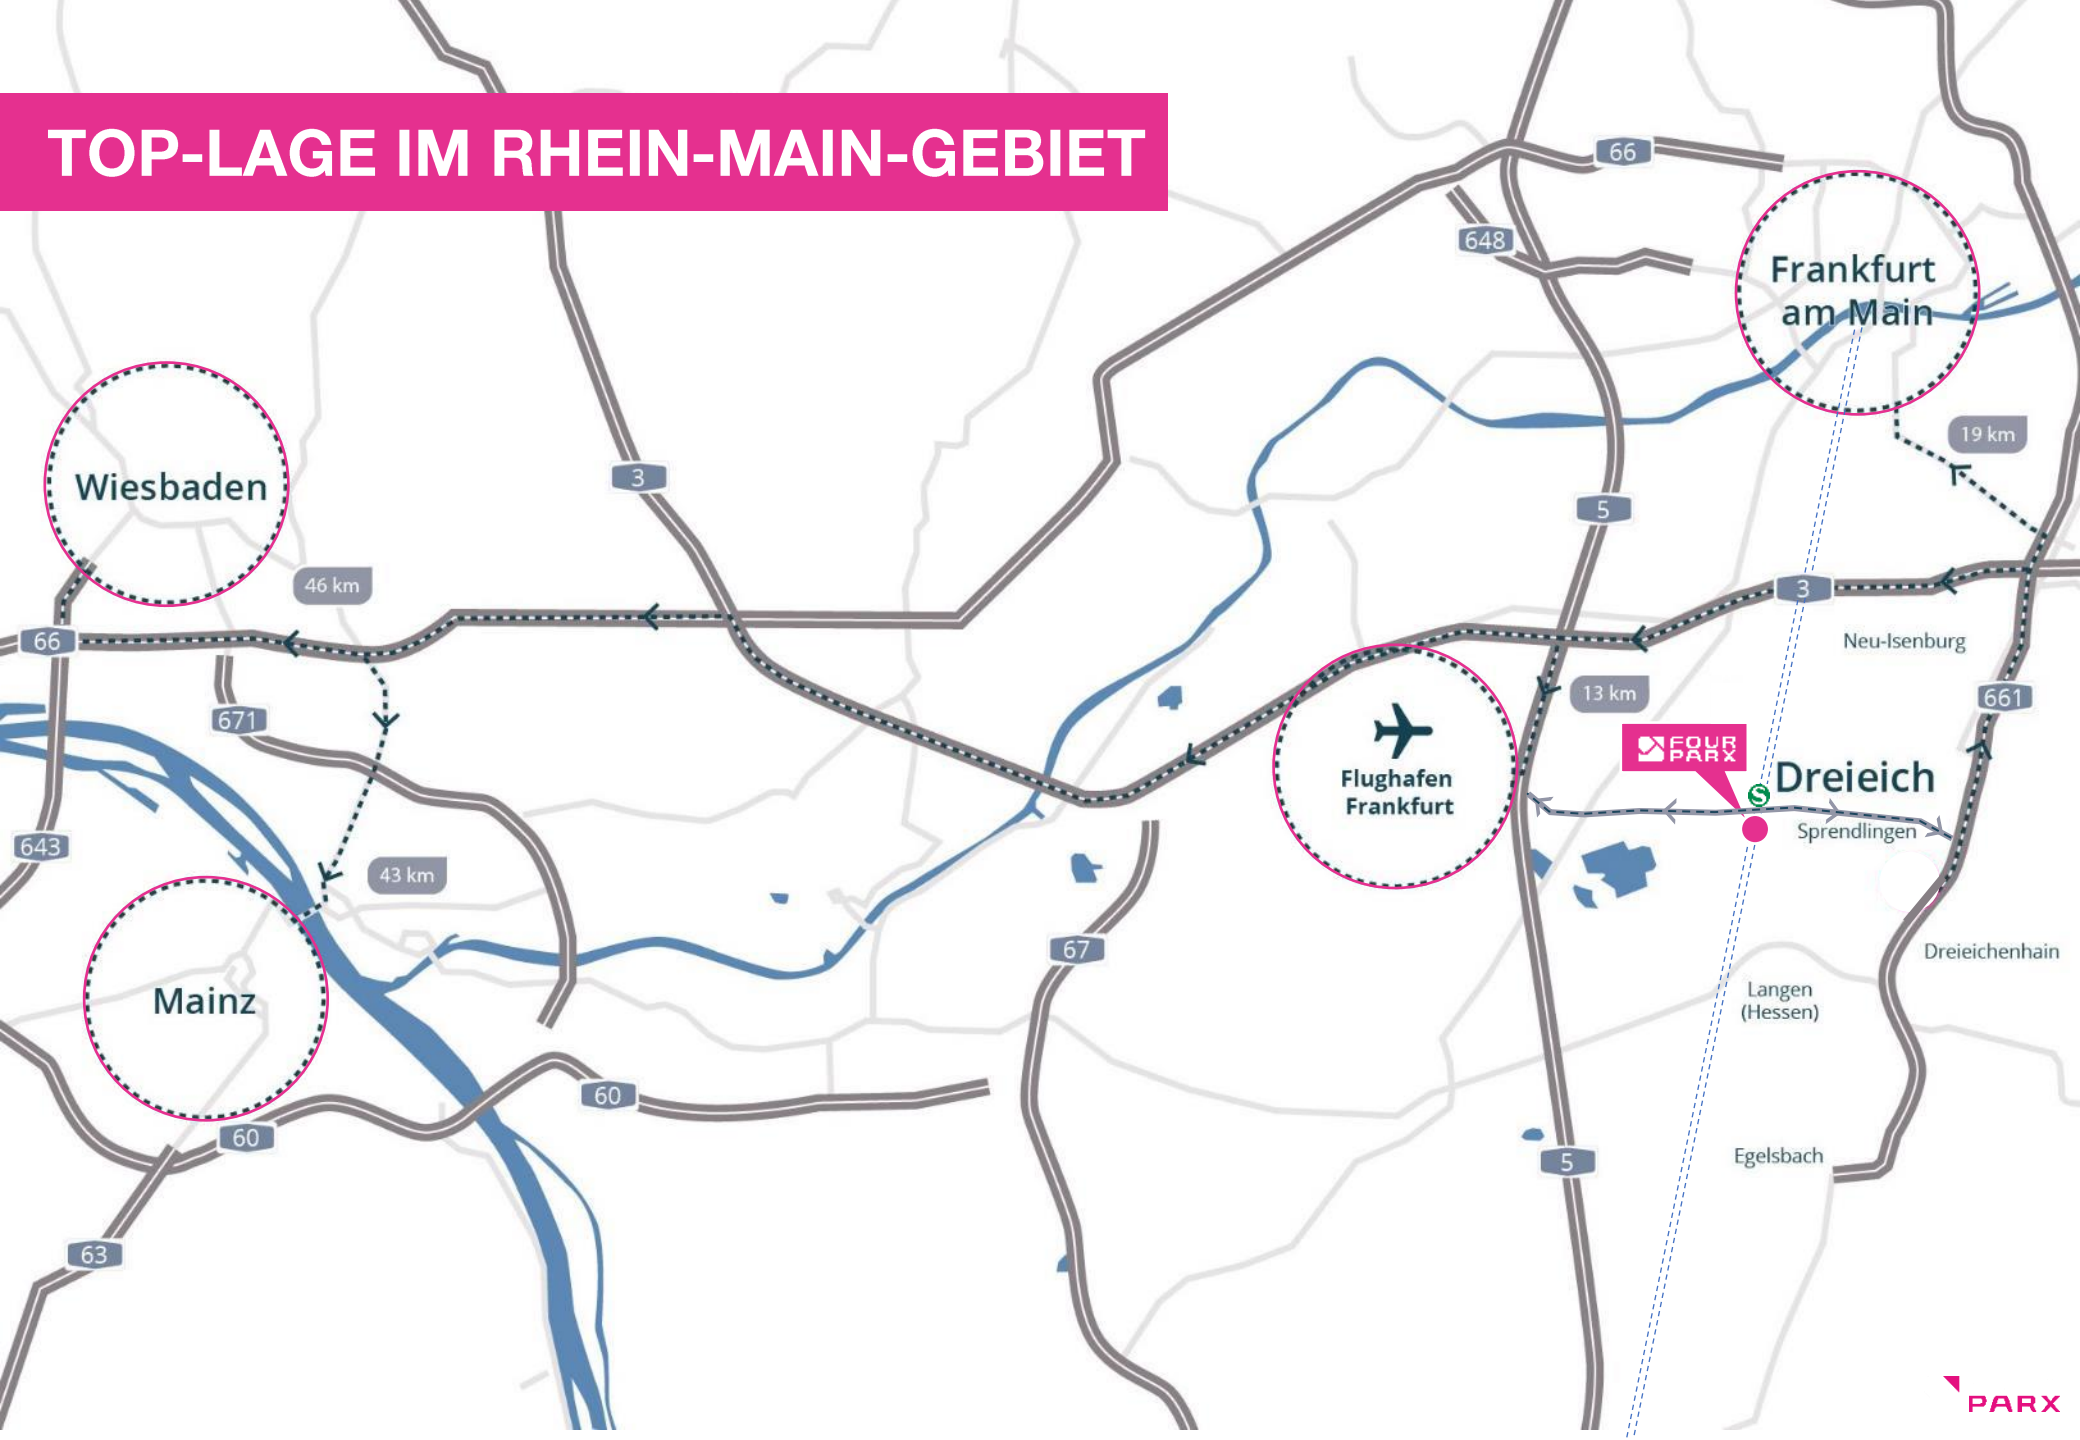 TOP-LAGE IM RHEIN-MAIN-GEBIET
66
648
Frankfurt
am Main
19 km
3
Wiesbaden
5
46 km
3
66
Neu-Isenburg
13 km
661
671
FOUR
PARX
Flughafen
Frankfurt
S
Dreieich
Sprendlingen
643
43 km
67
Dreieichenhain
Mainz
Langen
(Hessen)
60
60
Egelsbach
5
63
PARX